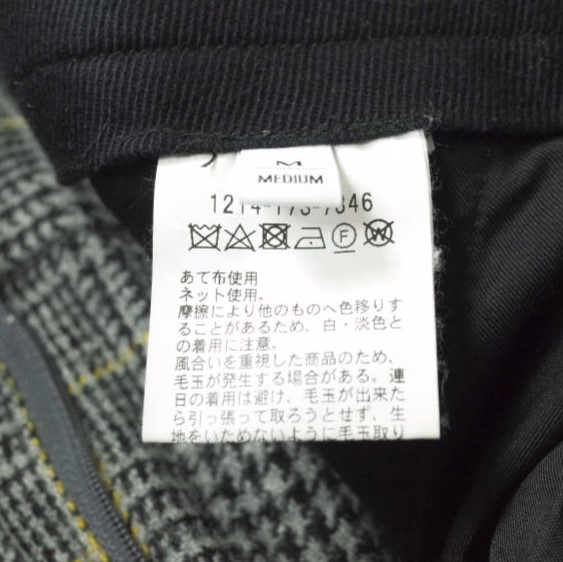 M
MEDIUM
1214-173-7346
F
W
あて布使用
ネット使用。
摩擦により他のものへ色移りす
ることがあるため、白・淡色と
の着用に注意。
風合いを重視した商品のため、
毛玉が発生する場合がある。連
日の着用は避け、毛玉が出来た
ら引っ張って取ろうとせず、生
地をいためないように毛玉取り